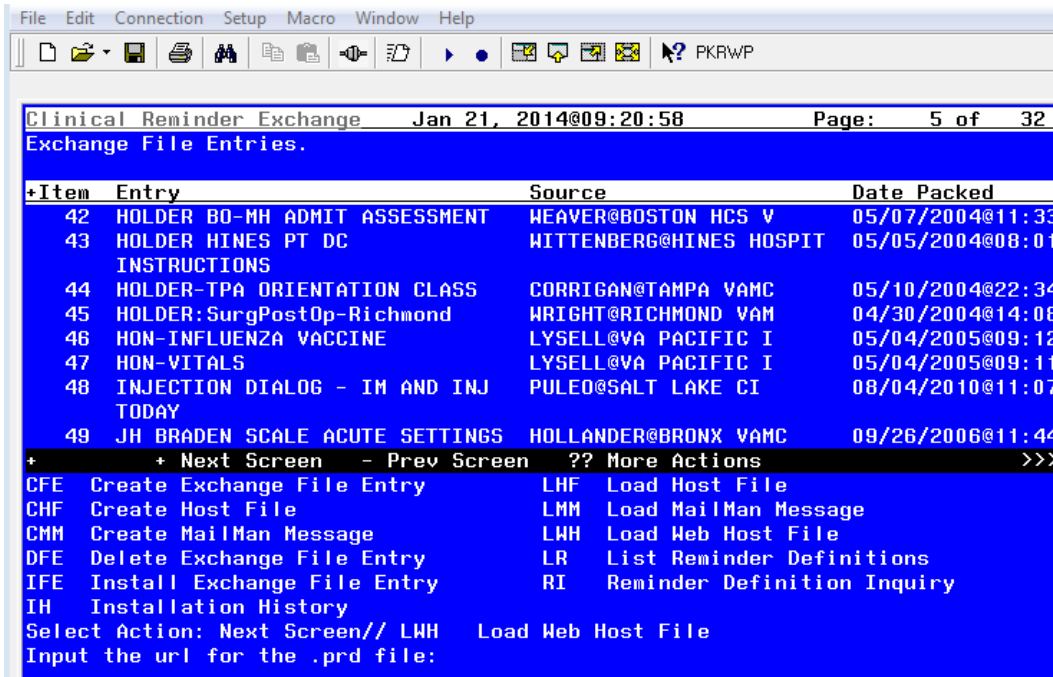 File Edit Connection Setup Macro Window Help
PKRWP
Clinical Reminder Exchange Jan 21, 2014@09:20:58 Page: 5 of 32
Exchange File Entries.
+Item Entry Source Date Packed
42 HOLDER BO-MH ADMIT ASSESSMENT WEAVER@BOSTON HCS V 05/07/2004@11:33
43 HOLDER HINES PT DC WITTENBERG@HINES HOSPIT 05/05/2004@08:01
INSTRUCTIONS
44 HOLDER-TPA ORIENTATION CLASS CORRIGAN@TAMPA VAMC 05/10/2004@22:34
45 HOLDER:SurgPostOp-Richmond WRIGHT@RICHMOND VAM 04/30/2004@14:08
46 HON-INFLUENZA VACCINE LYSELL@VA PACIFIC I 05/04/2005@09:12
47 HON-VITALS LYSELL@VA PACIFIC I 05/04/2005@09:11
48 INJECTION DIALOG - IM AND INJ PULEO@SALT LAKE CI 08/04/2010@11:07
TODAY
49 JH BRADEN SCALE ACUTE SETTINGS HOLLANDER@BRONX VAMC 09/26/2006@11:44
+ + Next Screen - Prev Screen ?? More Actions >>>
CFE Create Exchange File Entry LHF Load Host File
CHF Create Host File LMM Load MailMan Message
CMM Create MailMan Message LWH Load Web Host File
DFE Delete Exchange File Entry LR List Reminder Definitions
IFE Install Exchange File Entry RI Reminder Definition Inquiry
IH Installation History
Select Action: Next Screen// LWH Load Web Host File
Input the url for the .prd file: